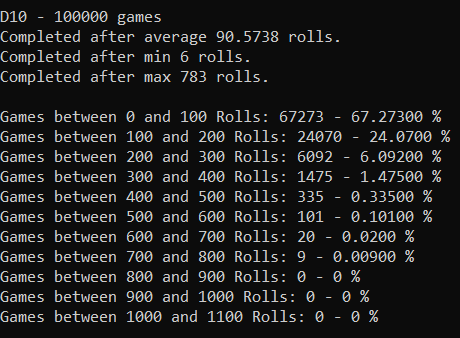 D10 - 100000 games
Completed after average 90.5738 rolls.
Completed after min 6 rolls.
Completed after max 783 rolls.
Games between 0 and 100 Rolls: 67273 - 67.27300 %
Games between 100 and 200 Rolls: 24070 - 24.0700 %
Games between 200 and 300 Rolls: 6092 - 6.09200 %
Games between 300 and 400 Rolls: 1475 - 1.47500 %
Games between 400 and 500 Rolls: 335 - 0.33500 %
Games between 500 and 600 Rolls: 101 - 0.10100 %
Games between 600 and 700 Rolls: 20 - 0.0200 %
Games between 700 and 800 Rolls: 9 - 0.00900 %
Games between 800 and 900 Rolls: 0 - 0 %
Games between 900 and 1000 Rolls: 0 - 0 %
Games between 1000 and 1100 Rolls: 0 - 0 %